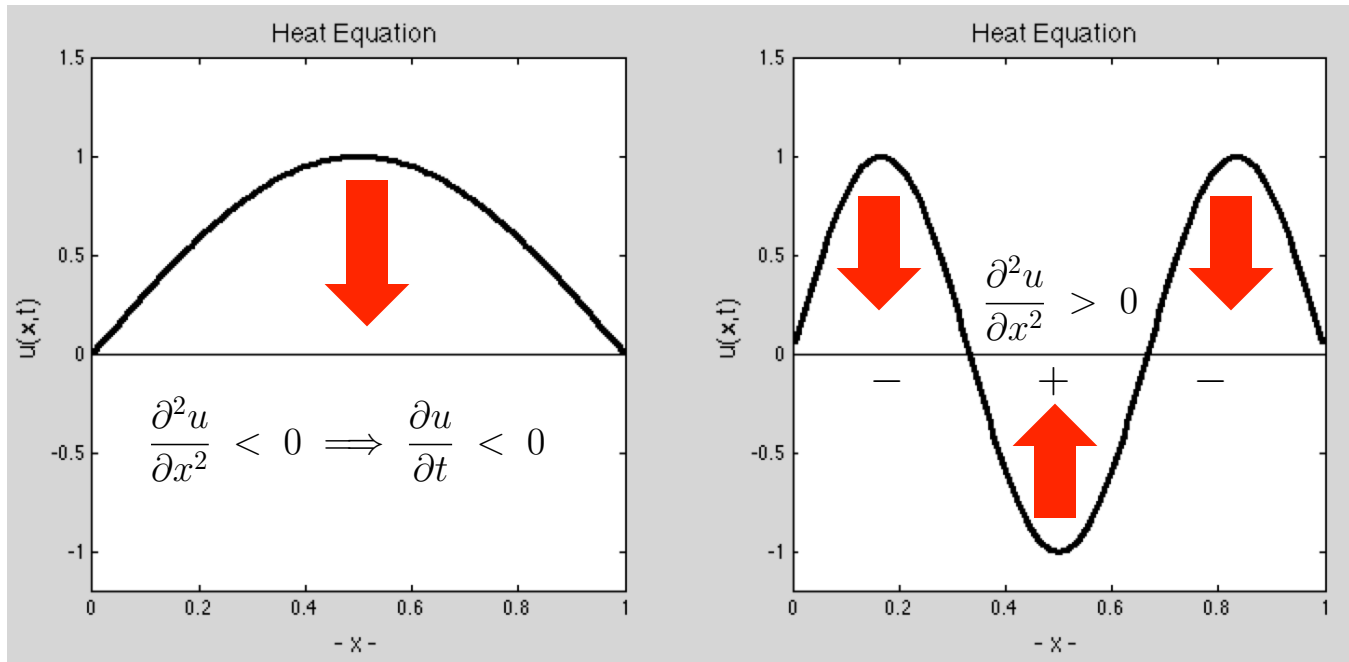 Heat Equation
1.5
1
0.5
0
-0.5
-1
u(x,t)
∂²u/∂x² < 0 ⟹ ∂u/∂t < 0
0 0.2 0.4 0.6 0.8 1
- x -
Heat Equation
1.5
1
0.5
0
-0.5
-1
u(x,t)
∂²u/∂x² > 0
− + −
0 0.2 0.4 0.6 0.8 1
- x -